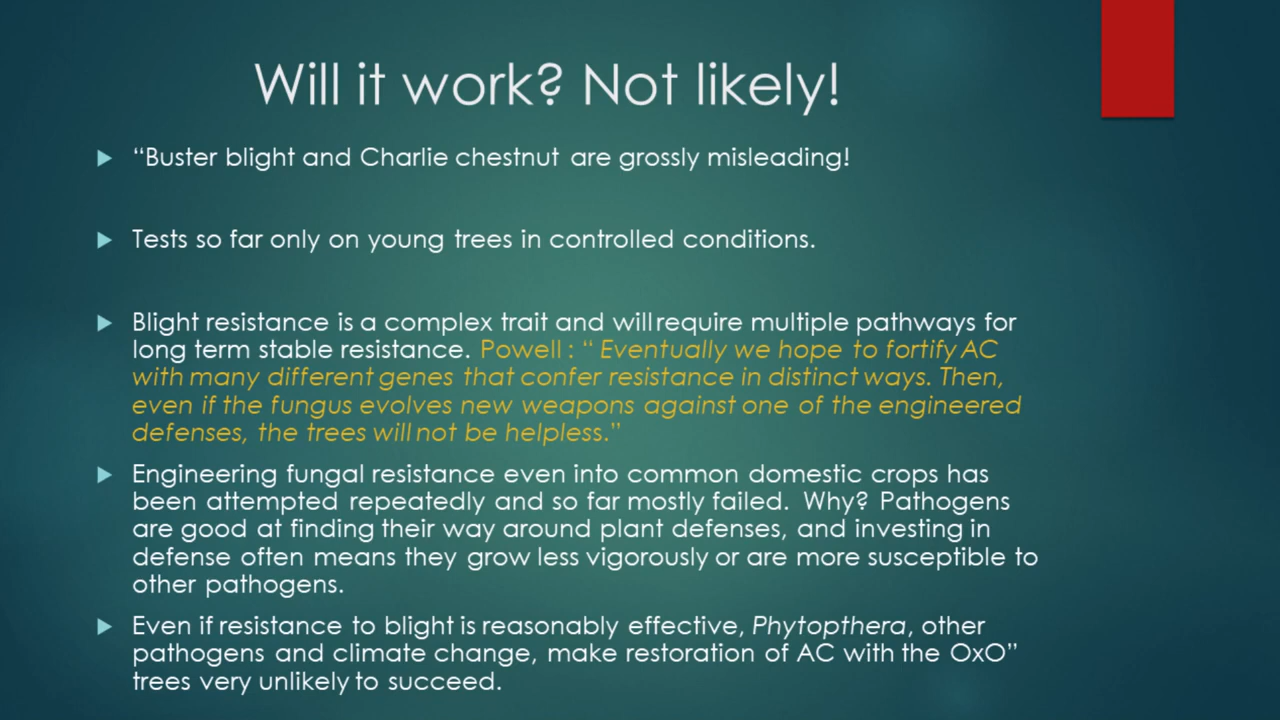 Will it work? Not likely!
“Buster blight and Charlie chestnut are grossly misleading!
Tests so far only on young trees in controlled conditions.
Blight resistance is a complex trait and will require multiple pathways for
long term stable resistance. Powell : “ Eventually we hope to fortify AC
with many different genes that confer resistance in distinct ways. Then,
even if the fungus evolves new weapons against one of the engineered
defenses, the trees will not be helpless.”
Engineering fungal resistance even into common domestic crops has
been attempted repeatedly and so far mostly failed. Why? Pathogens
are good at finding their way around plant defenses, and investing in
defense often means they grow less vigorously or are more susceptible to
other pathogens.
Even if resistance to blight is reasonably effective, Phytopthera, other
pathogens and climate change, make restoration of AC with the OxO”
trees very unlikely to succeed.